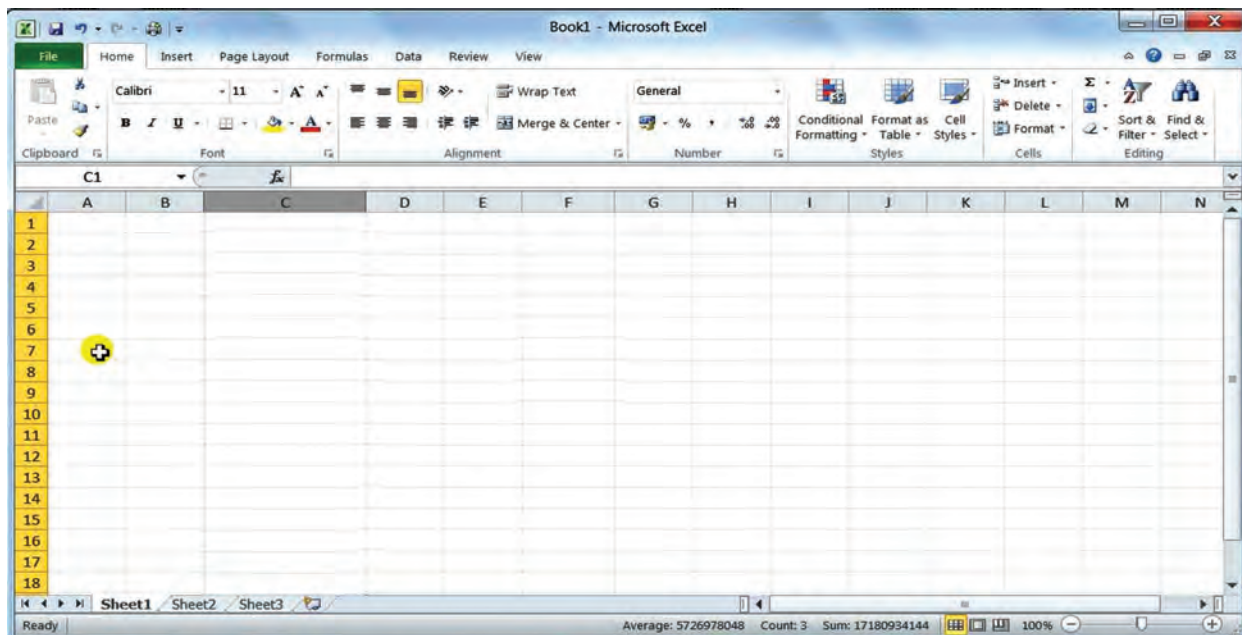 Book1 - Microsoft Excel
File Home Insert Page Layout Formulas Data Review View
Paste
Clipboard
Calibri 11 A A
B I U A
Font
Wrap Text
Merge & Center
Alignment
General
% ,
Number
Conditional Formatting
Format as Table
Cell Styles
Styles
Insert
Delete
Format
Cells
Σ
Sort & Filter
Find & Select
Editing
C1 fx
A B C D E F G H I J K L M N
1
2
3
4
5
6
7
8
9
10
11
12
13
14
15
16
17
18
Sheet1 Sheet2 Sheet3
Ready Average: 5726978048 Count: 3 Sum: 17180934144 100%